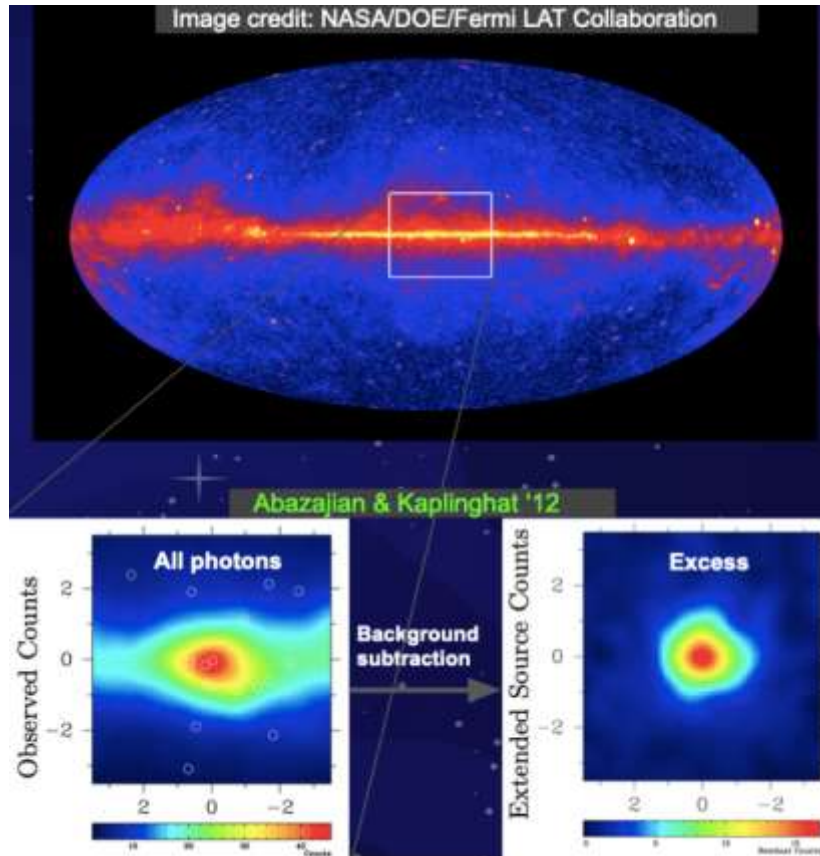 Image credit: NASA/DOE/Fermi LAT Collaboration
Abazajian & Kaplinghat '12
All photons
Observed Counts
2
0
-2
2 0 -2
Background
subtraction
Excess
Extended Source Counts
2
0
-2
2 0 -2